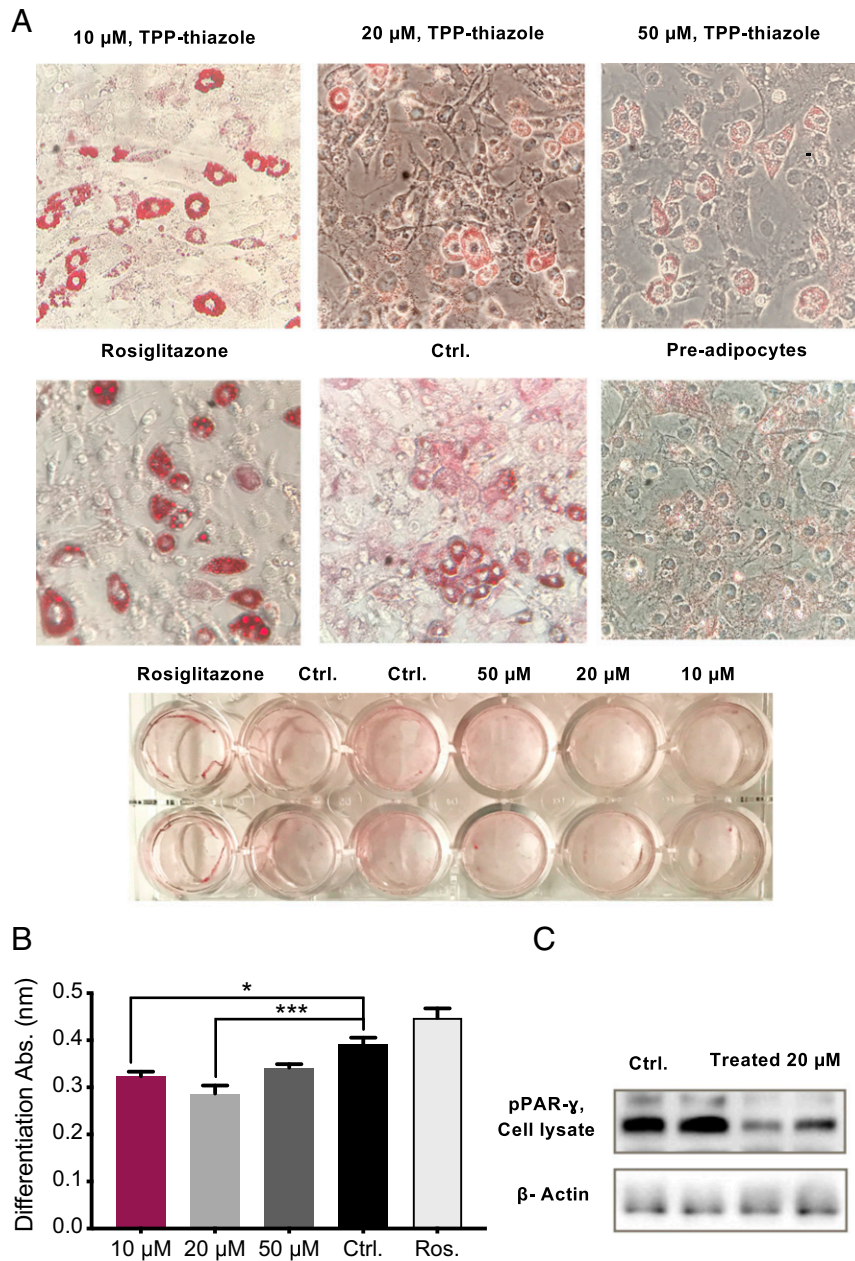 A
10 µM, TPP-thiazole 20 µM, TPP-thiazole 50 µM, TPP-thiazole
Rosiglitazone Ctrl. Pre-adipocytes
Rosiglitazone Ctrl. Ctrl. 50 µM 20 µM 10 µM
B
Differentiation Abs. (nm)
0.5
0.4
0.3
0.2
0.1
0.0
*
***
10 µM 20 µM 50 µM Ctrl. Ros.
C
Ctrl. Treated 20 µM
pPAR-ɣ,
Cell lysate
β- Actin